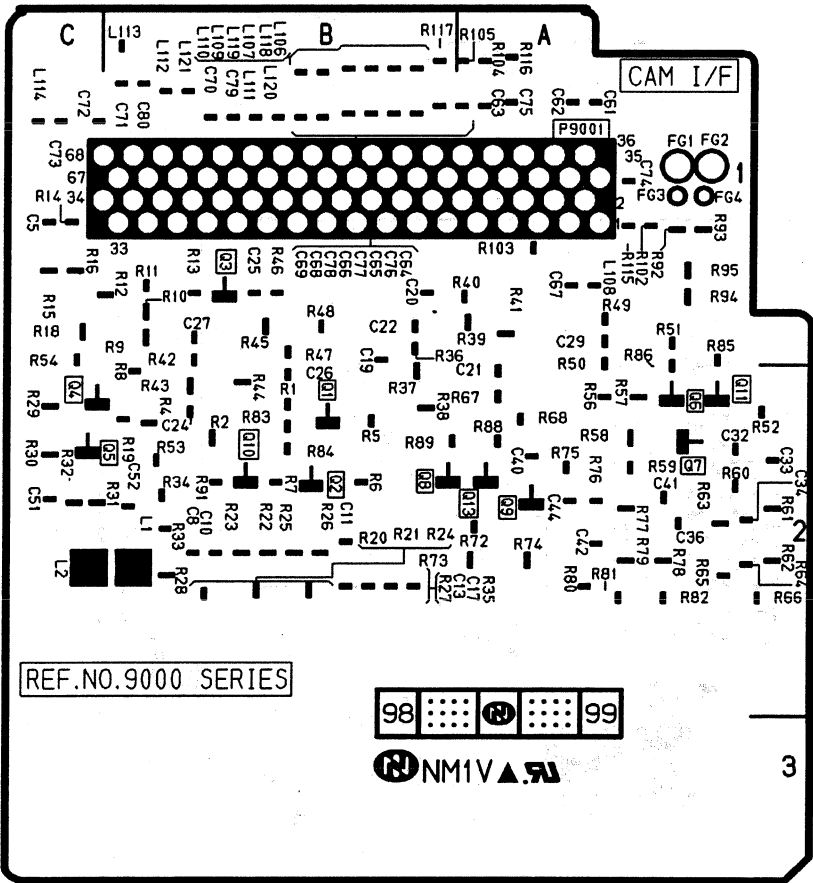 C
B
A
L113
L112
L121
L110
L109
L119
L107
L118
L106
R117
R105
R104
R116
CAM I/F
L114
C72
C71
C80
C70
C79
L111
L120
C63
C75
C62
C61
P9001
36
FG1 FG2
C73
68
35
C74
1
67
R14
34
2
FG3
FG4
C5
1
33
R103
R115
R102
R92
R93
R16
R11
R13
Q3
C25
R46
C69
C68
C78
C66
C77
C65
C76
C64
R12
R10
C20
R40
C67
L108
R95
R94
R15
R18
C27
R45
R48
C22
R39
R41
R49
R51
R54
R9
R42
R47
C19
R36
C29
R50
R86
R85
R8
R43
R44
R1
C26
R37
C21
Q4
R29
R4
C24
R2
R83
Q1
R38
R67
R56
R57
Q6
Q11
R5
R68
R52
R30
R32
Q5
R19
C52
R53
Q10
R84
R89
R88
R58
C32
C40
R75
R76
R59
Q7
R60
C33
C34
C51
R31
R34
R91
R7
Q2
R6
Q8
Q13
Q9
C44
C41
R63
L1
R33
C8
C10
R23
R22
R25
R26
C11
R20
R21
R24
R72
R74
C42
R77
C36
R61
2
L2
R28
R73
R27
C13
C17
R35
R80
R81
R79
R78
R65
R62
R64
R82
R66
REF.NO.9000 SERIES
98
N
99
N NM1V
3